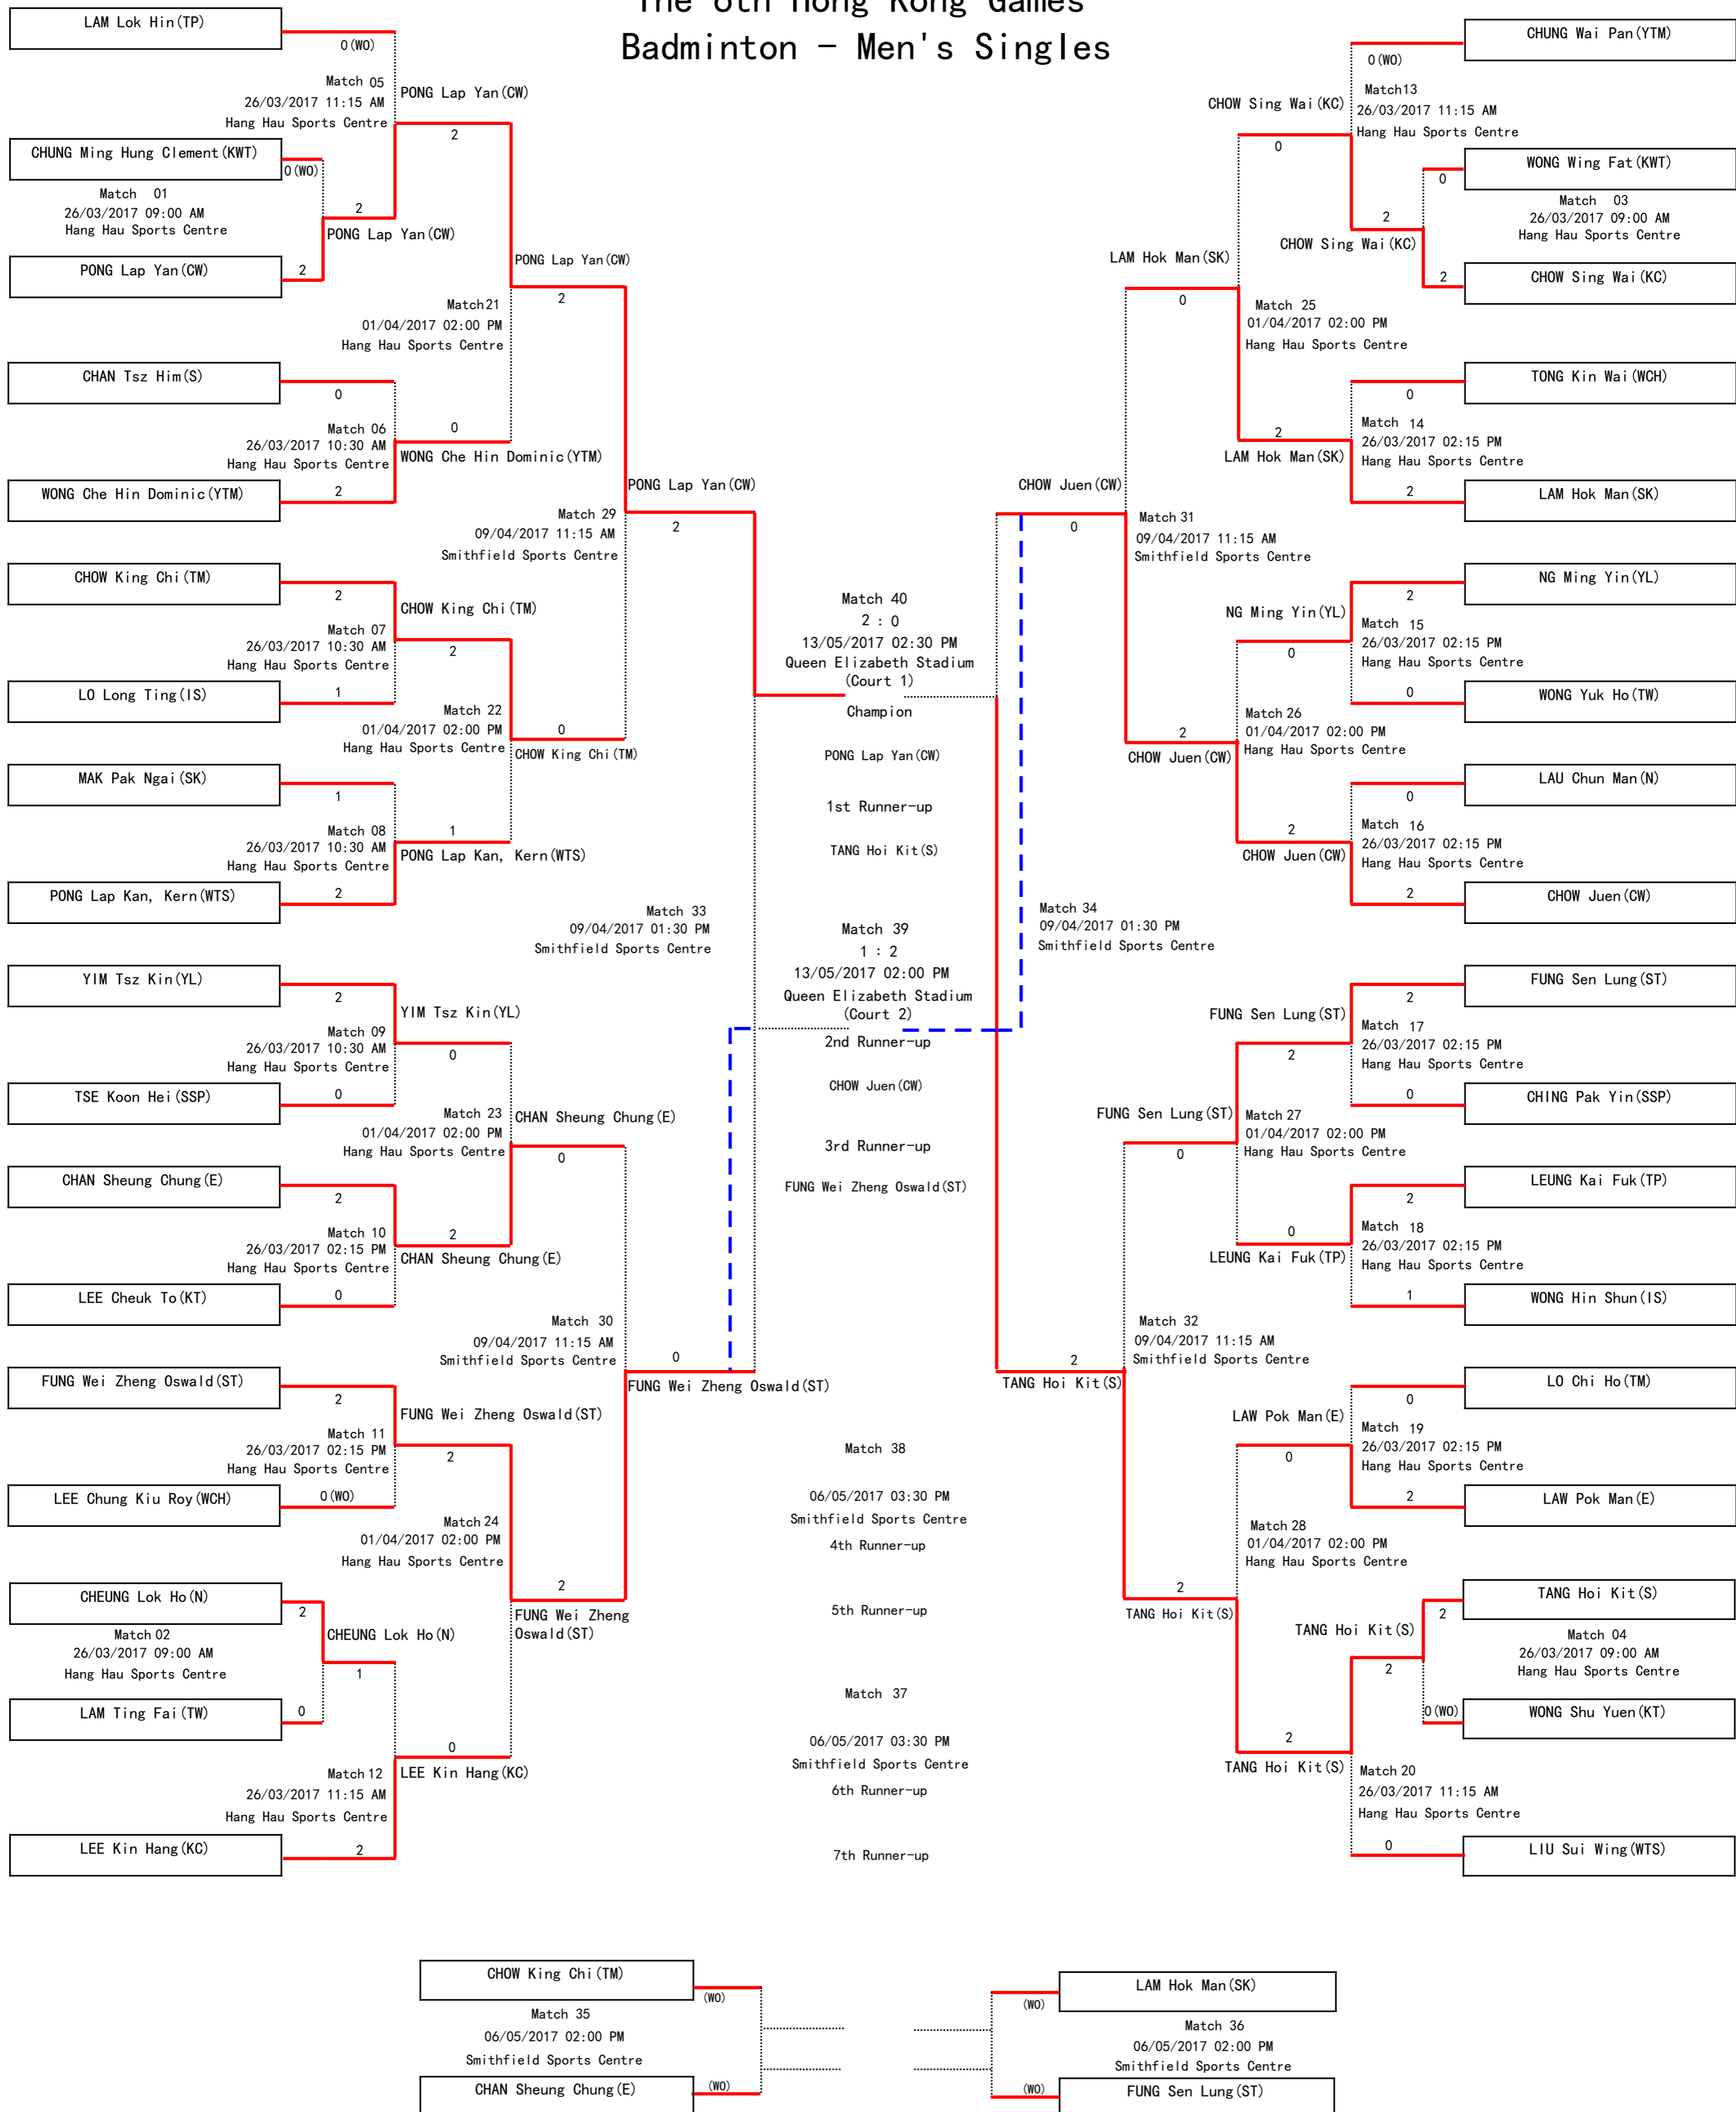 The 6th Hong Kong Games
Badminton - Men's Singles
LAM Lok Hin(TP)
0(WO)
Match 05
26/03/2017 11:15 AM
Hang Hau Sports Centre
PONG Lap Yan(CW)
2
CHUNG Ming Hung Clement(KWT)
0(WO)
Match 01
26/03/2017 09:00 AM
Hang Hau Sports Centre
2
PONG Lap Yan(CW)
PONG Lap Yan(CW)
2
PONG Lap Yan(CW)
2
Match 21
01/04/2017 02:00 PM
Hang Hau Sports Centre
CHAN Tsz Him(S)
0
Match 06
26/03/2017 10:30 AM
Hang Hau Sports Centre
0
WONG Che Hin Dominic(YTM)
WONG Che Hin Dominic(YTM)
2
PONG Lap Yan(CW)
2
Match 29
09/04/2017 11:15 AM
Smithfield Sports Centre
CHOW King Chi(TM)
2
CHOW King Chi(TM)
Match 07
26/03/2017 10:30 AM
Hang Hau Sports Centre
2
LO Long Ting(IS)
1
Match 22
01/04/2017 02:00 PM
Hang Hau Sports Centre
0
CHOW King Chi(TM)
MAK Pak Ngai(SK)
1
Match 08
26/03/2017 10:30 AM
Hang Hau Sports Centre
1
PONG Lap Kan, Kern(WTS)
PONG Lap Kan, Kern(WTS)
2
Match 33
09/04/2017 01:30 PM
Smithfield Sports Centre
YIM Tsz Kin(YL)
2
YIM Tsz Kin(YL)
Match 09
26/03/2017 10:30 AM
Hang Hau Sports Centre
0
TSE Koon Hei(SSP)
0
Match 23
01/04/2017 02:00 PM
Hang Hau Sports Centre
CHAN Sheung Chung(E)
0
CHAN Sheung Chung(E)
2
Match 10
26/03/2017 02:15 PM
Hang Hau Sports Centre
2
CHAN Sheung Chung(E)
LEE Cheuk To(KT)
0
Match 30
09/04/2017 11:15 AM
Smithfield Sports Centre
0
FUNG Wei Zheng Oswald(ST)
FUNG Wei Zheng Oswald(ST)
2
FUNG Wei Zheng Oswald(ST)
Match 11
26/03/2017 02:15 PM
Hang Hau Sports Centre
2
LEE Chung Kiu Roy(WCH)
0(WO)
Match 24
01/04/2017 02:00 PM
Hang Hau Sports Centre
2
FUNG Wei Zheng
Oswald(ST)
CHEUNG Lok Ho(N)
2
Match 02
26/03/2017 09:00 AM
Hang Hau Sports Centre
CHEUNG Lok Ho(N)
1
LAM Ting Fai(TW)
0
0
LEE Kin Hang(KC)
Match 12
26/03/2017 11:15 AM
Hang Hau Sports Centre
LEE Kin Hang(KC)
2
Match 40
2 : 0
13/05/2017 02:30 PM
Queen Elizabeth Stadium
(Court 1)
Champion
PONG Lap Yan(CW)
1st Runner-up
TANG Hoi Kit(S)
Match 39
1 : 2
13/05/2017 02:00 PM
Queen Elizabeth Stadium
(Court 2)
2nd Runner-up
CHOW Juen(CW)
3rd Runner-up
FUNG Wei Zheng Oswald(ST)
Match 38
06/05/2017 03:30 PM
Smithfield Sports Centre
4th Runner-up
5th Runner-up
Match 37
06/05/2017 03:30 PM
Smithfield Sports Centre
6th Runner-up
7th Runner-up
CHUNG Wai Pan(YTM)
0(WO)
Match13
26/03/2017 11:15 AM
Hang Hau Sports Centre
CHOW Sing Wai(KC)
0
WONG Wing Fat(KWT)
0
Match 03
26/03/2017 09:00 AM
Hang Hau Sports Centre
2
CHOW Sing Wai(KC)
CHOW Sing Wai(KC)
2
LAM Hok Man(SK)
0
Match 25
01/04/2017 02:00 PM
Hang Hau Sports Centre
TONG Kin Wai(WCH)
0
Match 14
26/03/2017 02:15 PM
Hang Hau Sports Centre
2
LAM Hok Man(SK)
LAM Hok Man(SK)
2
CHOW Juen(CW)
0
Match 31
09/04/2017 11:15 AM
Smithfield Sports Centre
NG Ming Yin(YL)
2
NG Ming Yin(YL)
0
Match 15
26/03/2017 02:15 PM
Hang Hau Sports Centre
WONG Yuk Ho(TW)
0
Match 26
01/04/2017 02:00 PM
Hang Hau Sports Centre
2
CHOW Juen(CW)
LAU Chun Man(N)
0
Match 16
26/03/2017 02:15 PM
Hang Hau Sports Centre
2
CHOW Juen(CW)
CHOW Juen(CW)
2
Match 34
09/04/2017 01:30 PM
Smithfield Sports Centre
FUNG Sen Lung(ST)
2
FUNG Sen Lung(ST)
2
Match 17
26/03/2017 02:15 PM
Hang Hau Sports Centre
CHING Pak Yin(SSP)
0
FUNG Sen Lung(ST)
0
Match 27
01/04/2017 02:00 PM
Hang Hau Sports Centre
LEUNG Kai Fuk(TP)
2
Match 18
26/03/2017 02:15 PM
Hang Hau Sports Centre
0
LEUNG Kai Fuk(TP)
WONG Hin Shun(IS)
1
Match 32
09/04/2017 11:15 AM
Smithfield Sports Centre
2
TANG Hoi Kit(S)
LO Chi Ho(TM)
0
LAW Pok Man(E)
0
Match 19
26/03/2017 02:15 PM
Hang Hau Sports Centre
LAW Pok Man(E)
2
Match 28
01/04/2017 02:00 PM
Hang Hau Sports Centre
2
TANG Hoi Kit(S)
TANG Hoi Kit(S)
2
TANG Hoi Kit(S)
2
Match 04
26/03/2017 09:00 AM
Hang Hau Sports Centre
WONG Shu Yuen(KT)
0(WO)
2
TANG Hoi Kit(S)
Match 20
26/03/2017 11:15 AM
Hang Hau Sports Centre
LIU Sui Wing(WTS)
0
CHOW King Chi(TM)
(WO)
Match 35
06/05/2017 02:00 PM
Smithfield Sports Centre
CHAN Sheung Chung(E)
(WO)
LAM Hok Man(SK)
(WO)
Match 36
06/05/2017 02:00 PM
Smithfield Sports Centre
FUNG Sen Lung(ST)
(WO)